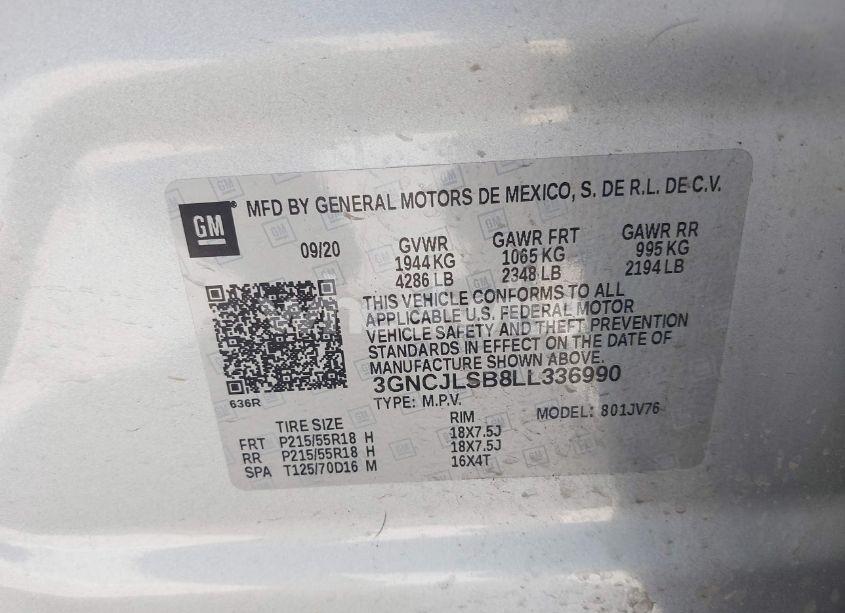 GM ® MFD BY GENERAL MOTORS DE MEXICO, S. DE R.L. DE C.V.
09/20 GVWR GAWR FRT GAWR RR
1944 KG 1065 KG 995 KG
4286 LB 2348 LB 2194 LB
THIS VEHICLE CONFORMS TO ALL
APPLICABLE U.S. FEDERAL MOTOR
VEHICLE SAFETY AND THEFT PREVENTION
STANDARDS IN EFFECT ON THE DATE OF
MANUFACTURE SHOWN ABOVE.
3GNCJLSB8LL336990
636R TYPE: M.P.V. MODEL: 801JV76
TIRE SIZE RIM
FRT P215/55R18 H 18X7.5J
RR P215/55R18 H 18X7.5J
SPA T125/70D16 M 16X4T